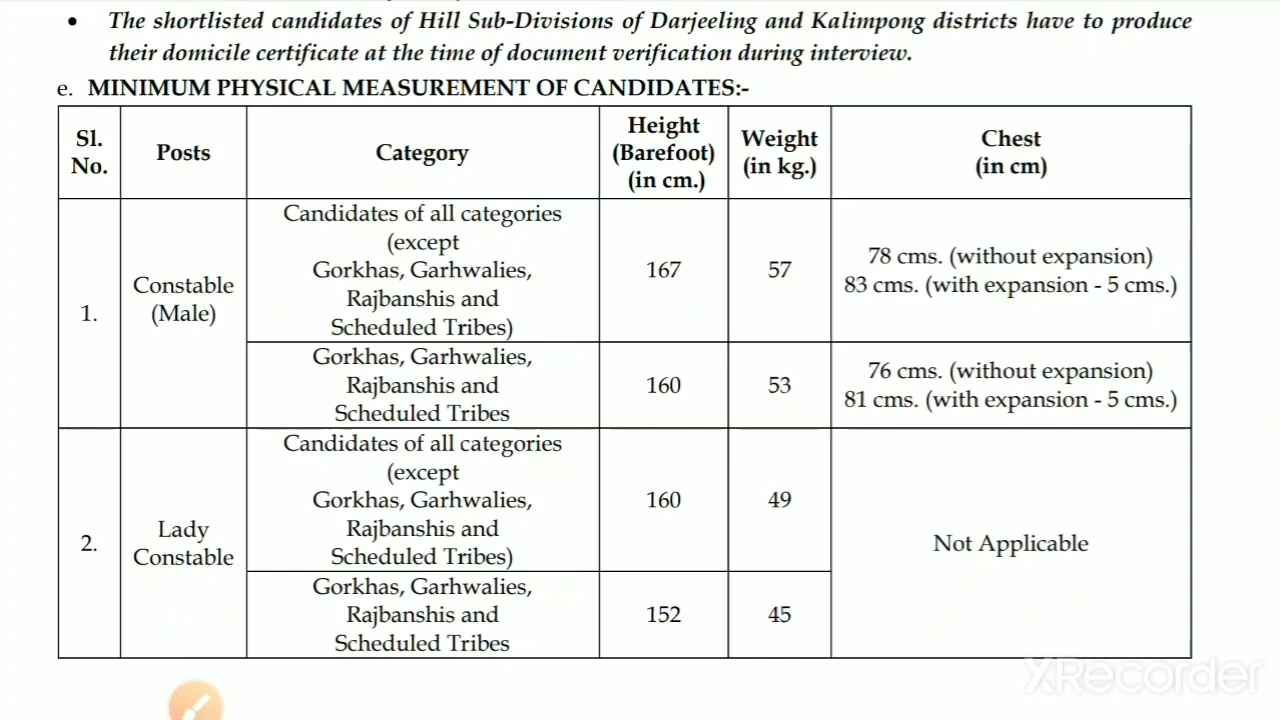 • The shortlisted candidates of Hill Sub-Divisions of Darjeeling and Kalimpong districts have to produce
their domicile certificate at the time of document verification during interview.
e. MINIMUM PHYSICAL MEASUREMENT OF CANDIDATES:-
Sl. No.
Posts
Category
Height (Barefoot) (in cm.)
Weight (in kg.)
Chest (in cm)
1.
Constable
(Male)
Candidates of all categories
(except
Gorkhas, Garhwalies,
Rajbanshis and
Scheduled Tribes)
167
57
78 cms. (without expansion)
83 cms. (with expansion - 5 cms.)
Gorkhas, Garhwalies,
Rajbanshis and
Scheduled Tribes
160
53
76 cms. (without expansion)
81 cms. (with expansion - 5 cms.)
2.
Lady
Constable
Candidates of all categories
(except
Gorkhas, Garhwalies,
Rajbanshis and
Scheduled Tribes)
160
49
Not Applicable
Gorkhas, Garhwalies,
Rajbanshis and
Scheduled Tribes
152
45
XRecorder